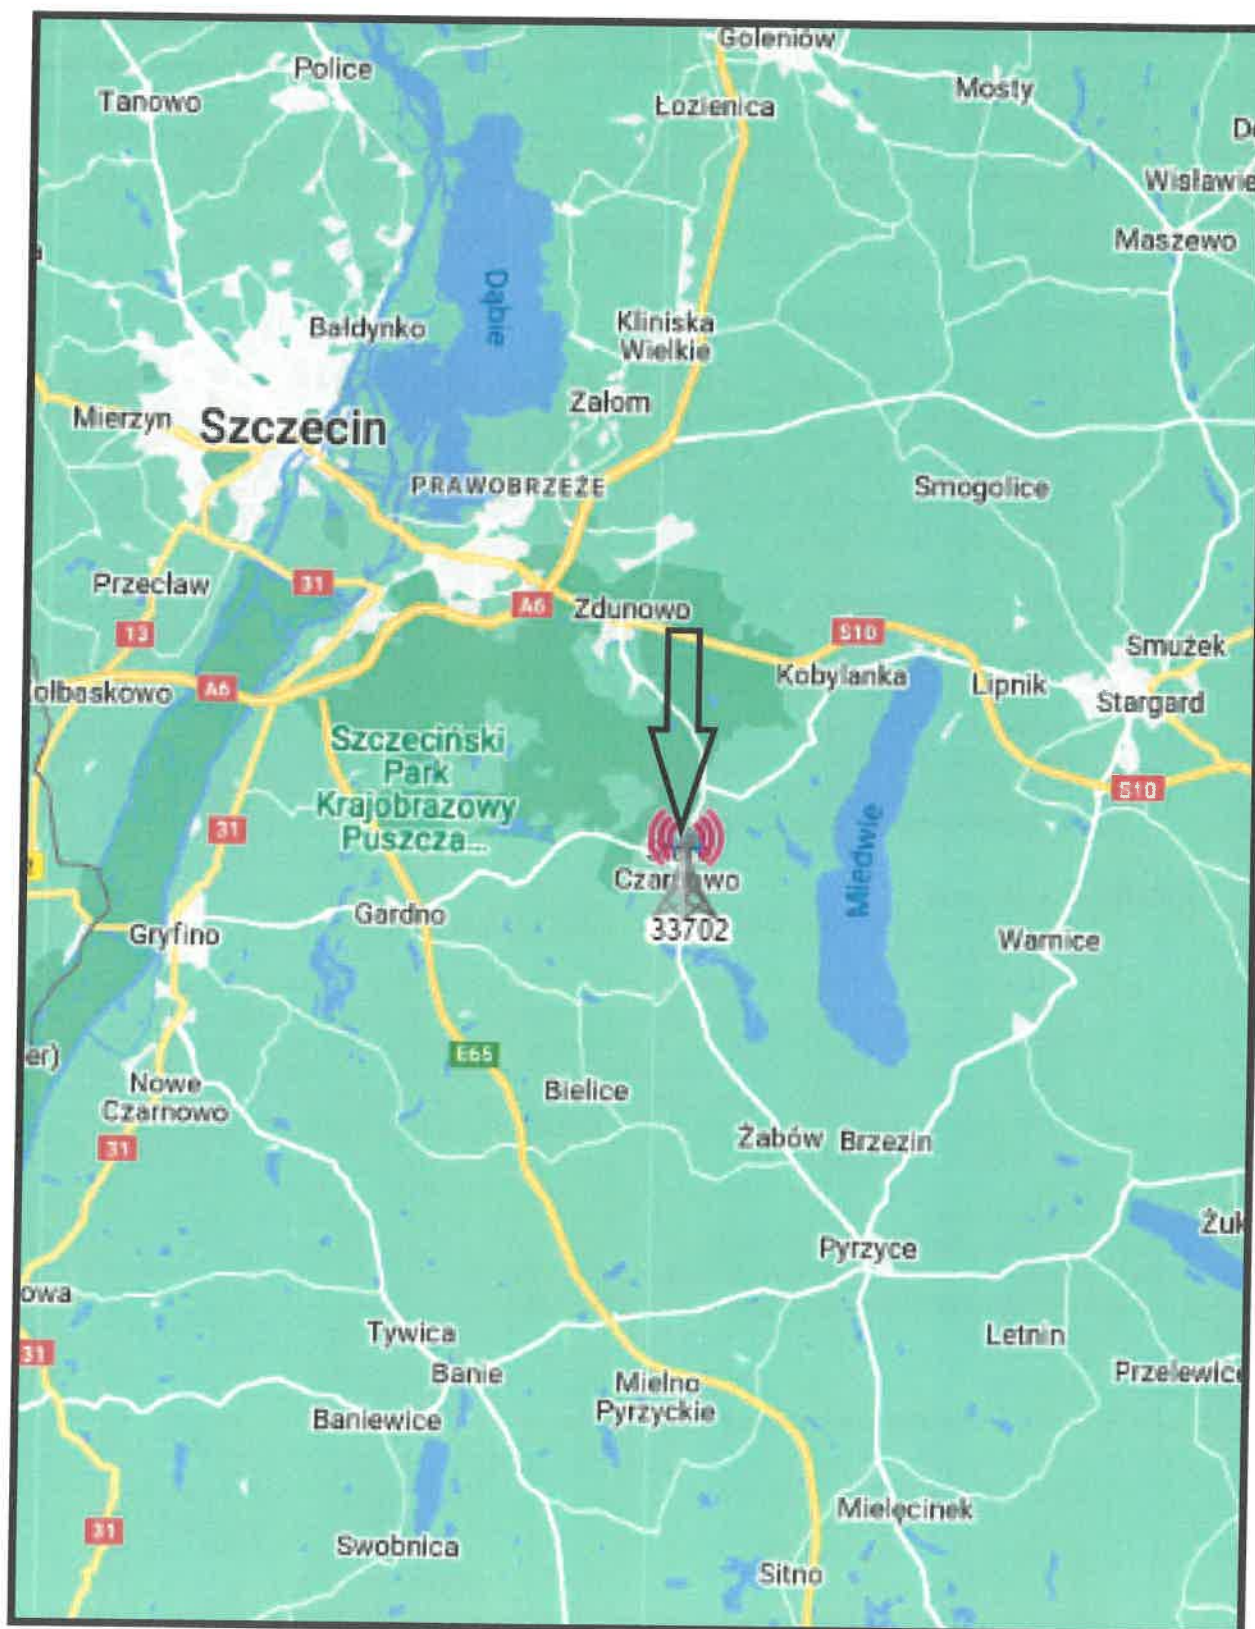 Goleniów
Police
Mosty
Tanowo
Łozienica
Maszewo
Dąbie
Bałdynko
Kliniska
Wielkie
Załom
Mierzyn
Szczecin
PRAWOBRZEŻE
Smogolice
Przecław
31
A6
Zdunowo
13
S10
Smużek
Kobylanka
Lipnik
A6
Stargard
Szczeciński
Park
Krajobrazowy
Puszcza...
S10
31
Miedwie
33702
Gardno
Gryfino
Warnice
er)
E65
Nowe
Czarnowo
Bielice
31
Żabów
Brzezin
Żuk
Pyrzyce
owa
Tywica
Letnin
31
Banie
Mielno
Pyrzyckie
Baniewice
Mielęcinek
31
Swobnica
Sitno